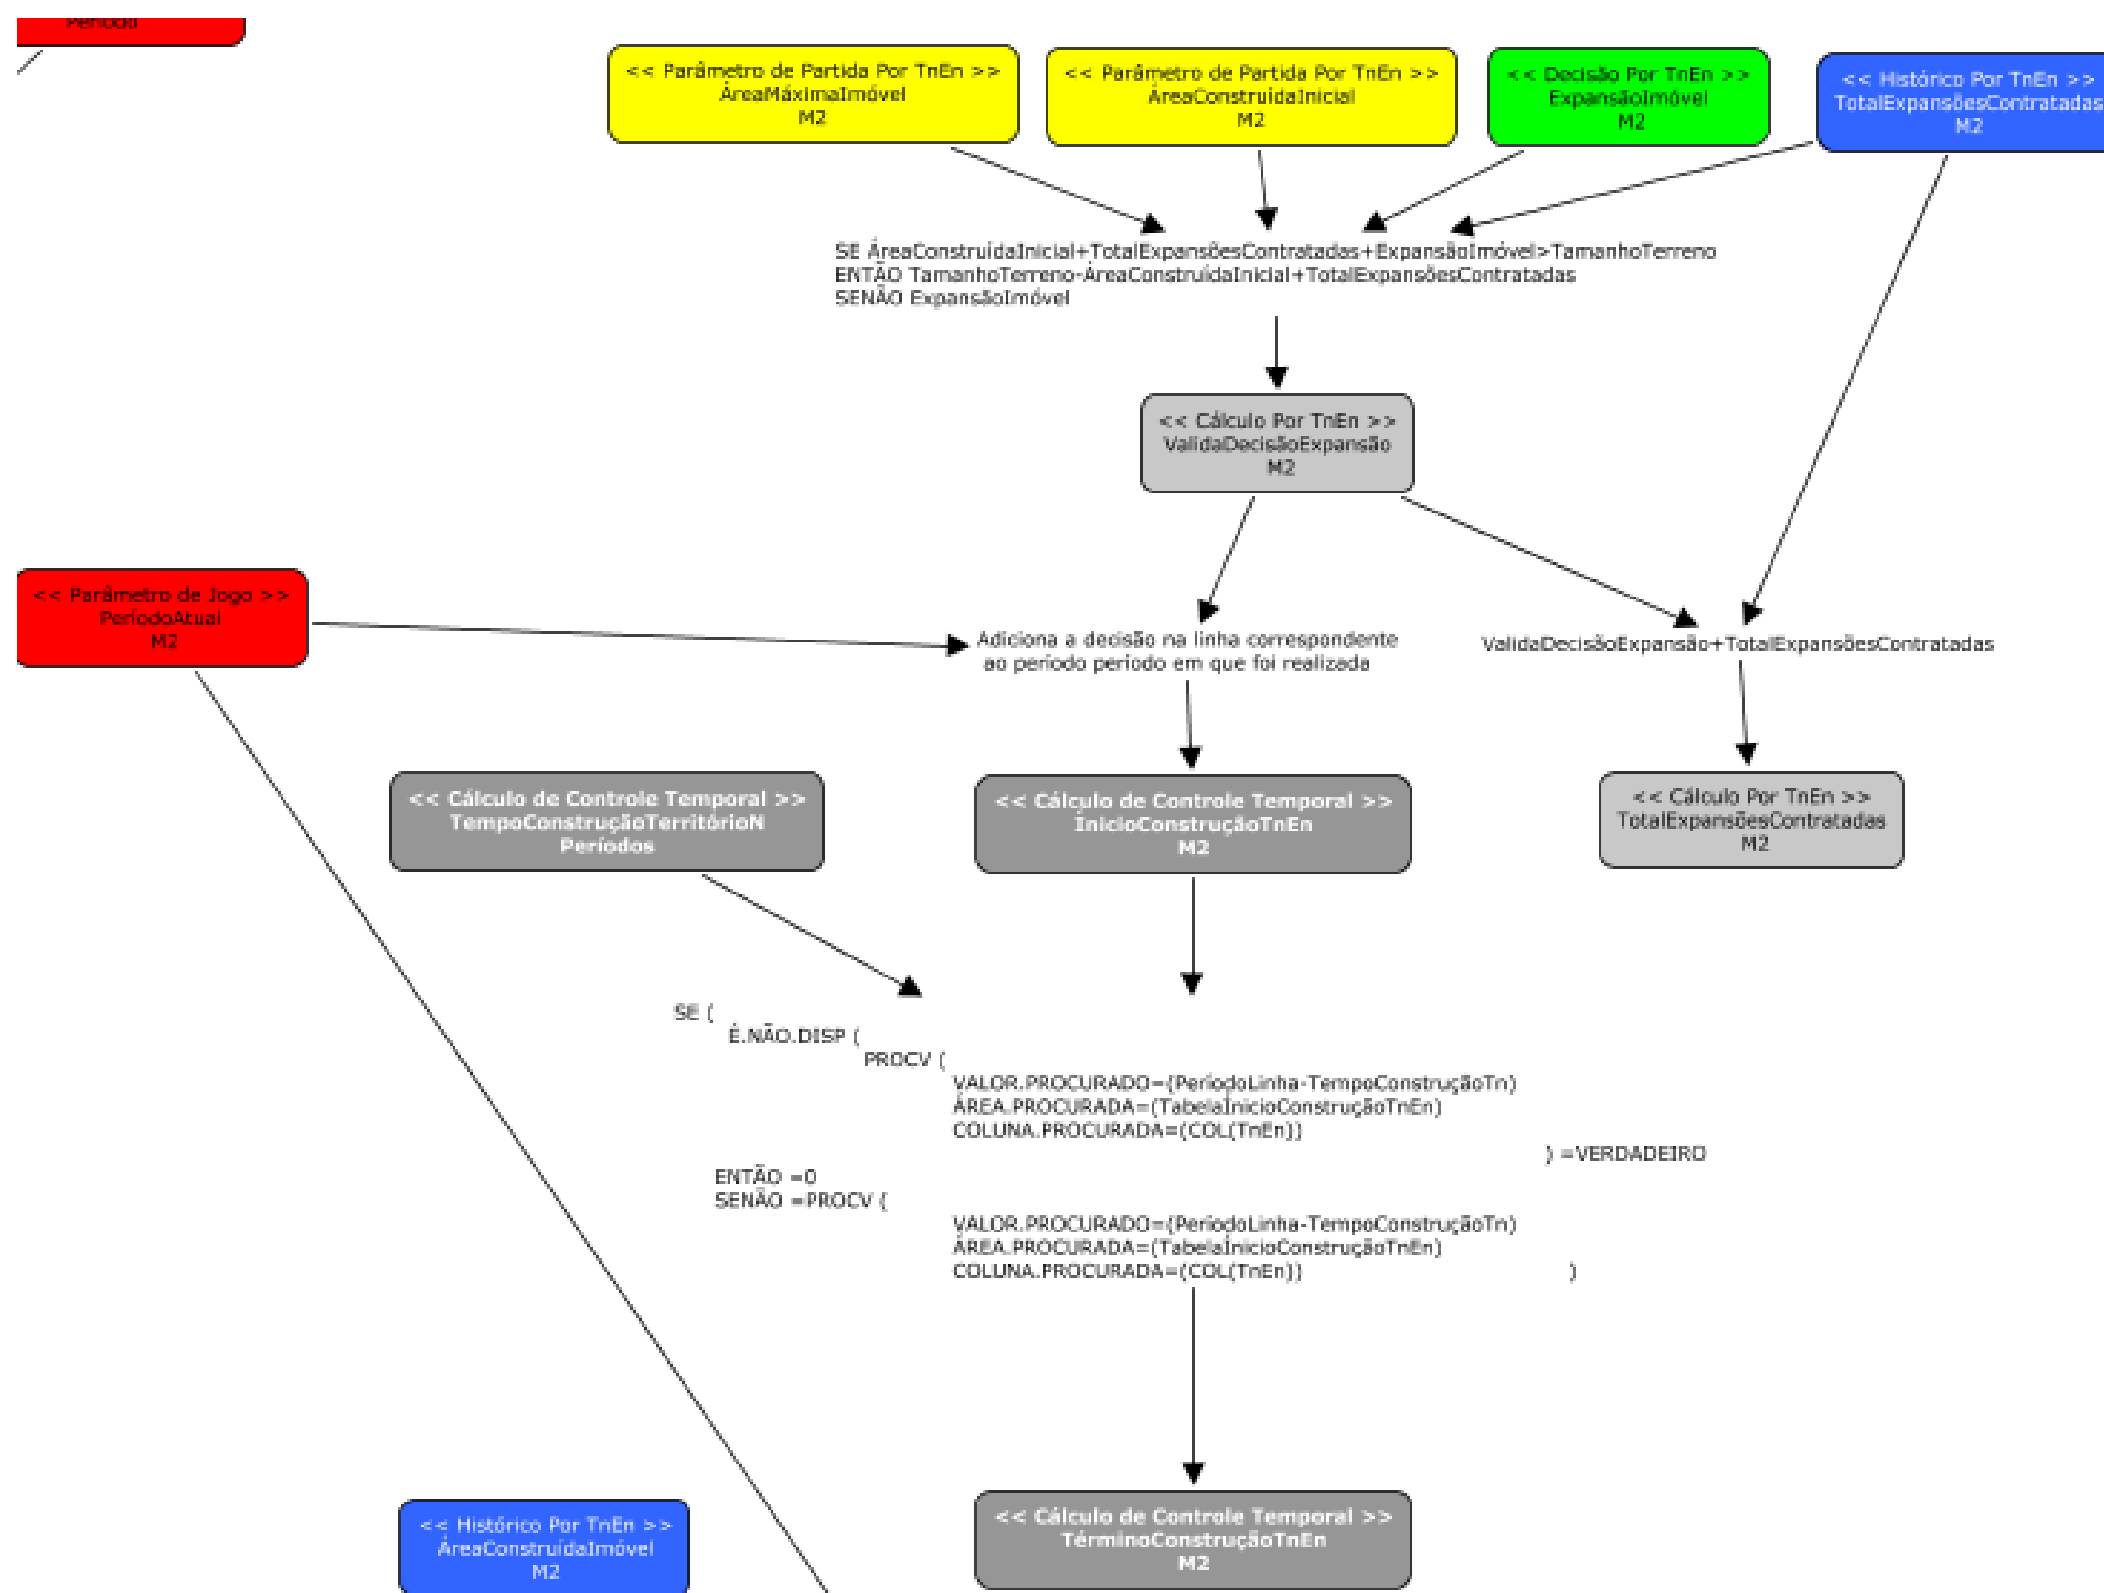 Período
<< Parâmetro de Partida Por TnEn >>
ÁreaMáximaImóvel
M2
<< Parâmetro de Partida Por TnEn >>
ÁreaConstruídaInicial
M2
<< Decisão Por TnEn >>
ExpansãoImóvel
M2
<< Histórico Por TnEn >>
TotalExpansõesContratadas
M2
SE ÁreaConstruídaInicial+TotalExpansõesContratadas+ExpansãoImóvel>TamanhoTerreno
ENTÃO TamanhoTerreno-ÁreaConstruídaInicial+TotalExpansõesContratadas
SENÃO ExpansãoImóvel
<< Cálculo Por TnEn >>
ValidaDecisãoExpansão
M2
<< Parâmetro de Jogo >>
PeríodoAtual
M2
Adiciona a decisão na linha correspondente
ao período período em que foi realizada
ValidaDecisãoExpansão+TotalExpansõesContratadas
<< Cálculo de Controle Temporal >>
TempoConstruçãoTerritórioN
Períodos
<< Cálculo de Controle Temporal >>
ÍnicioConstruçãoTnEn
M2
<< Cálculo Por TnEn >>
TotalExpansõesContratadas
M2
SE (
É.NÃO.DISP (
PROCV (
VALOR.PROCURADO=(PeríodoLinha-TempoConstruçãoTn)
ÁREA.PROCURADA=(TabelaÍnicioConstruçãoTnEn)
COLUNA.PROCURADA=(COL(TnEn))
) =VERDADEIRO
ENTÃO =0
SENÃO =PROCV (
VALOR.PROCURADO=(PeríodoLinha-TempoConstruçãoTn)
ÁREA.PROCURADA=(TabelaÍnicioConstruçãoTnEn)
COLUNA.PROCURADA=(COL(TnEn)) )
<< Histórico Por TnEn >>
ÁreaConstruídaImóvel
M2
<< Cálculo de Controle Temporal >>
TérminoConstruçãoTnEn
M2